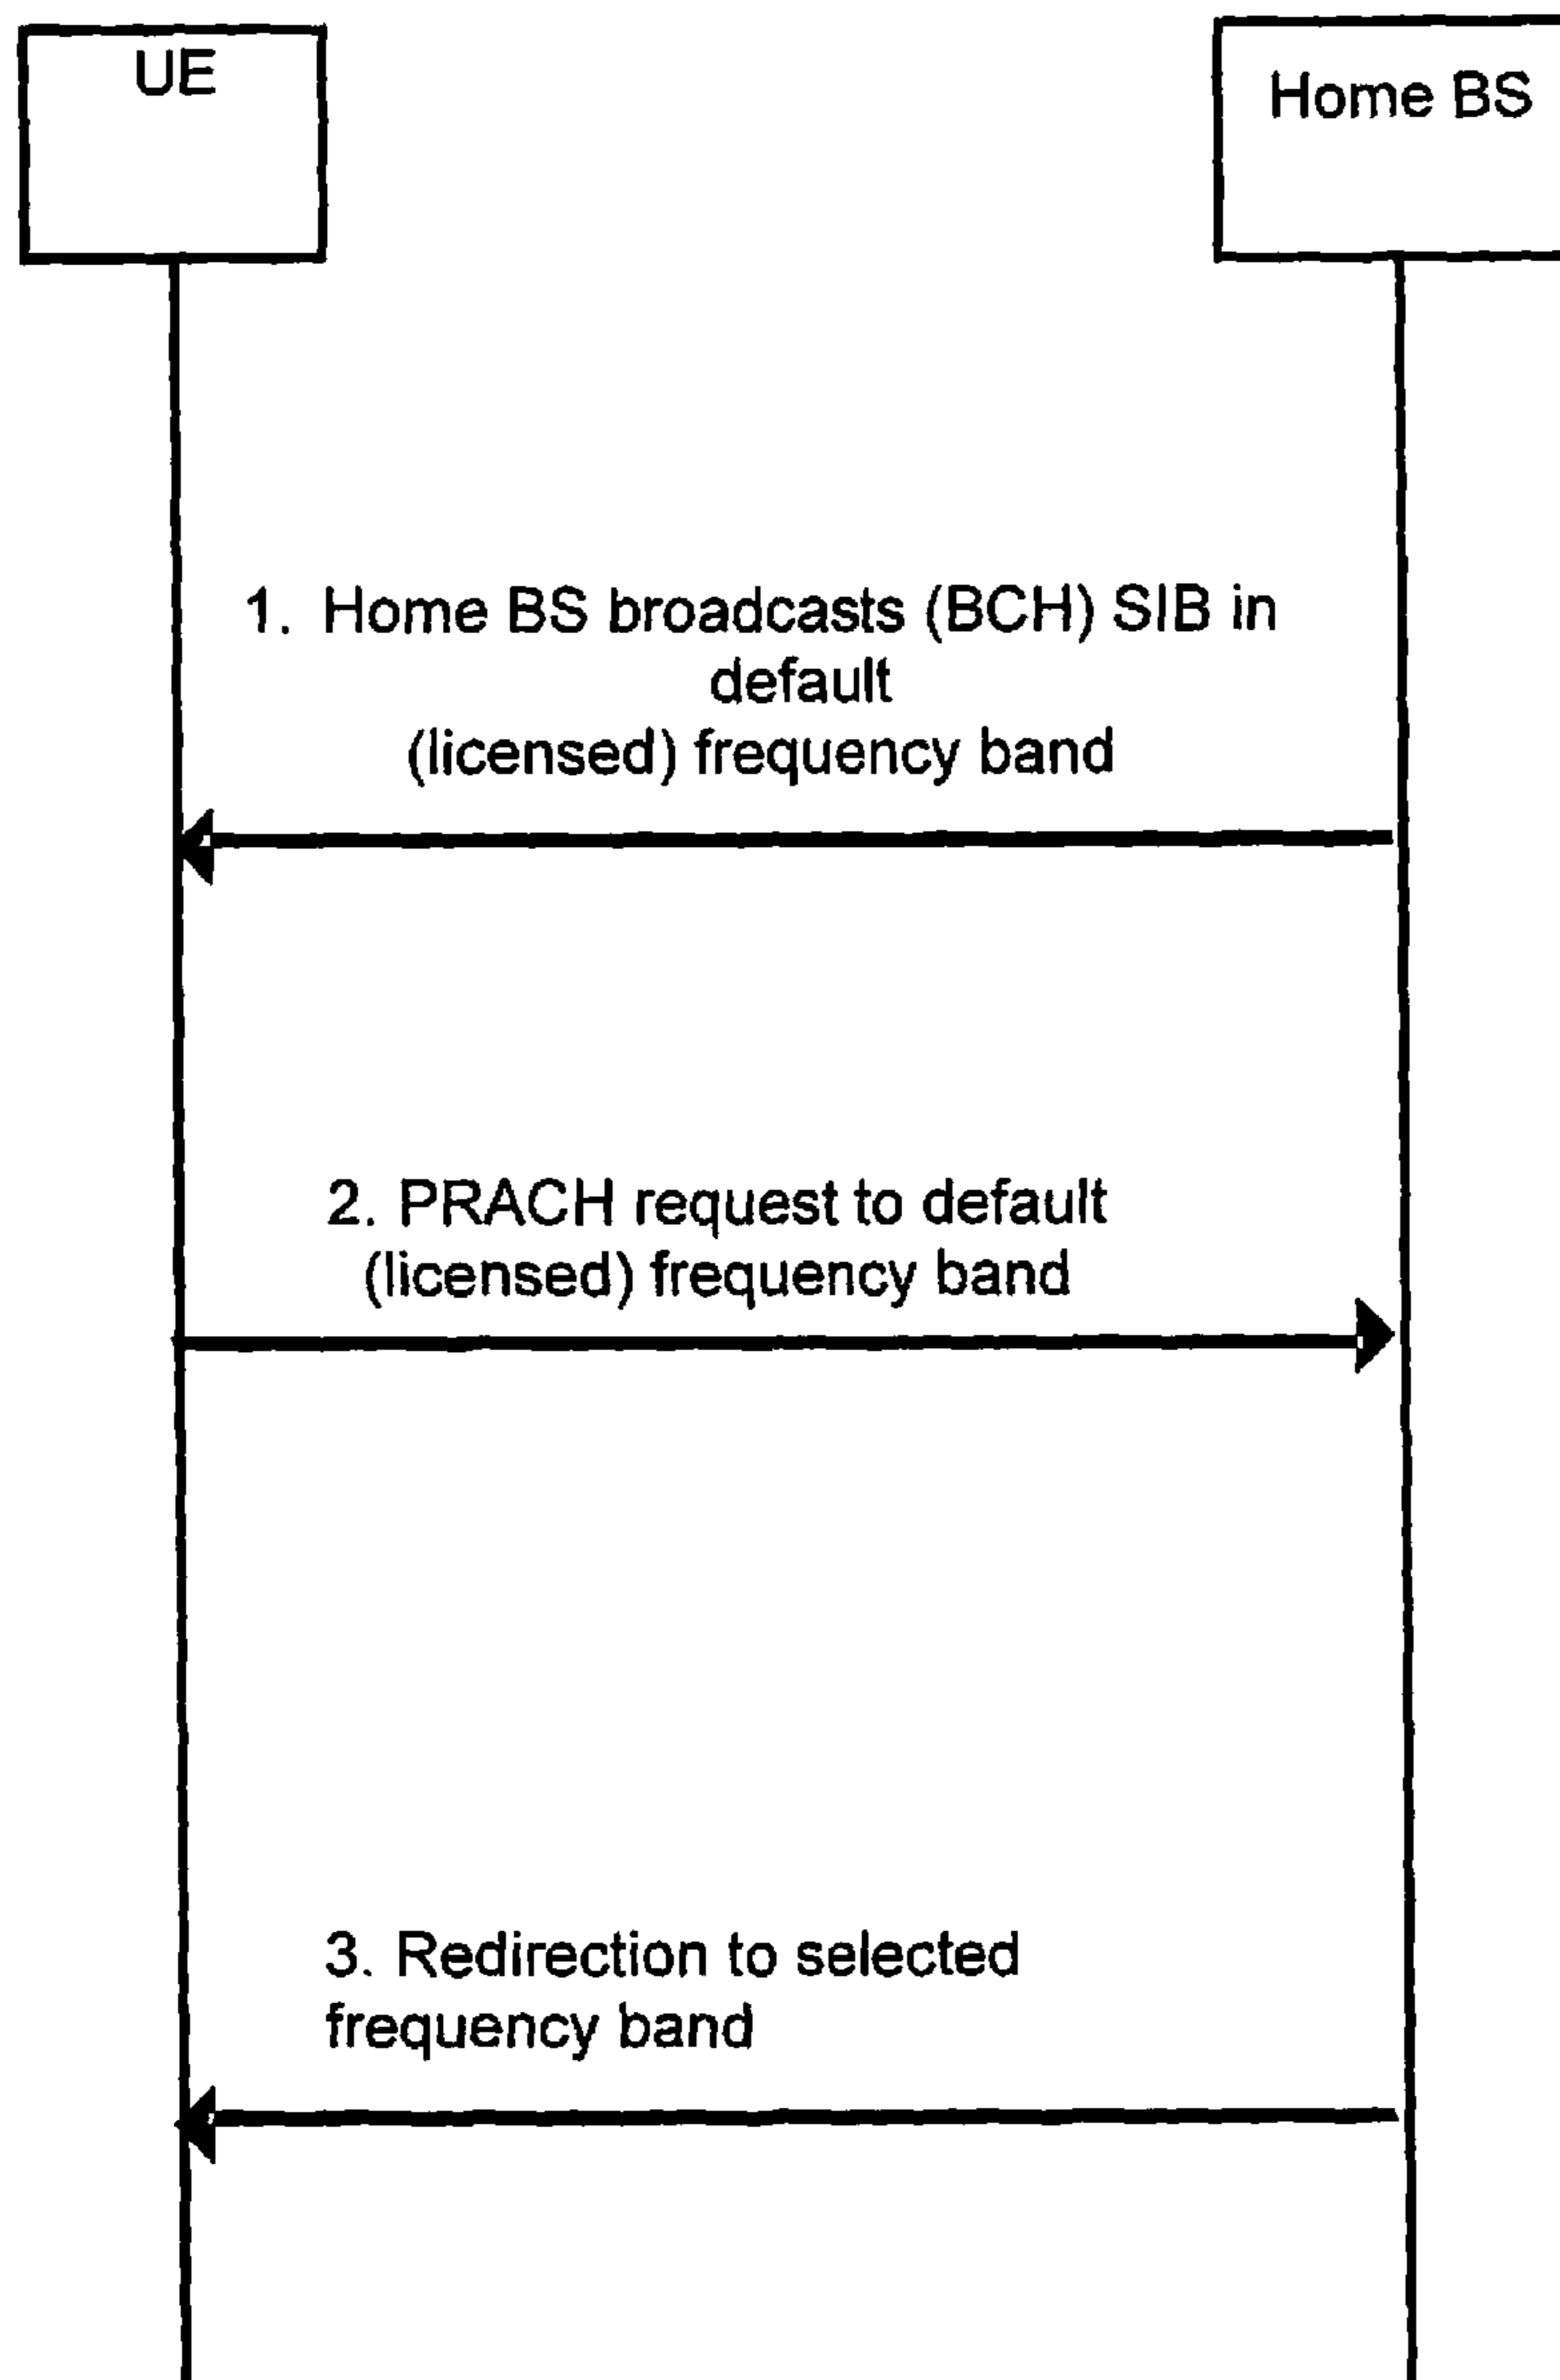 UE
Home BS
1. Home BS broadcasts (BCH) SIB in
default
(licensed) frequency band
2. PRACH request to default
(licensed) frequency band
3. Redirection to selected
frequency band